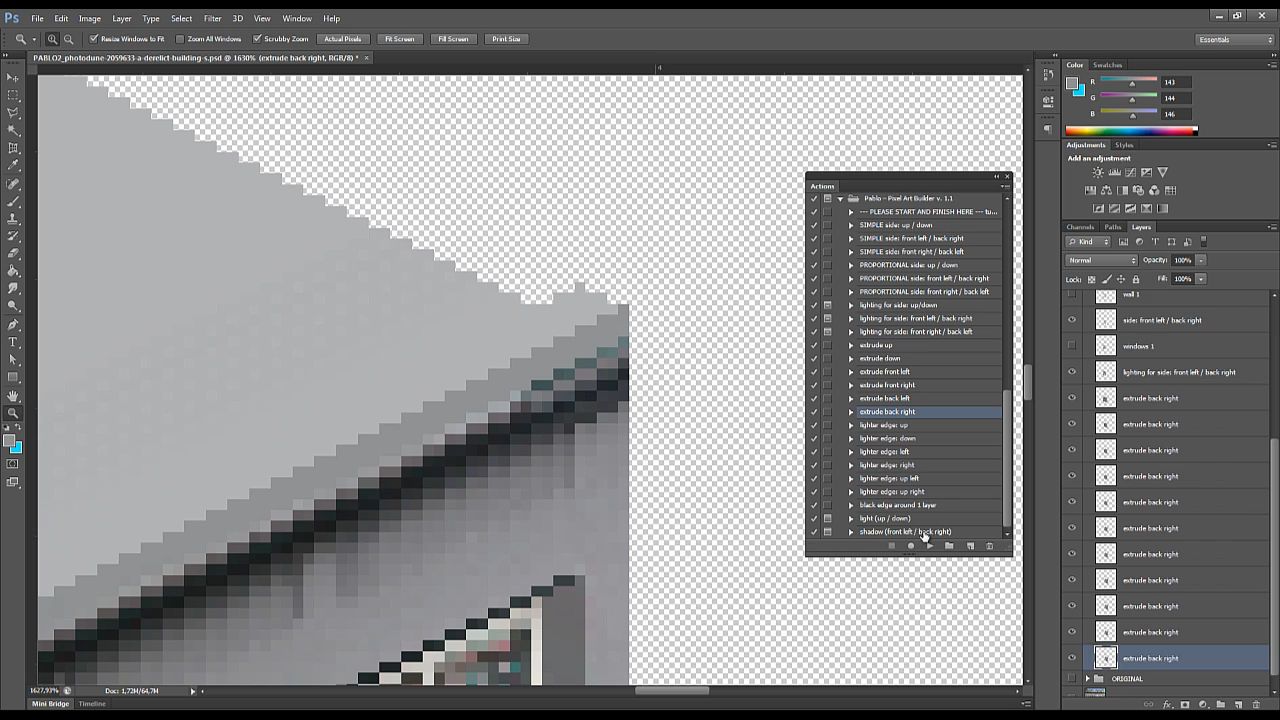 Ps File Edit Image Layer Type Select Filter 3D View Window Help
Resize Windows to Fit Zoom All Windows Scrubby Zoom Actual Pixels Fit Screen Fill Screen Print Size Essentials
PABLO2_photodune-2059633-a-derelict-building-s.psd @ 1630% (extrude back right, RGB/8) * ×
4
Color Swatches
R 143
G 144
B 146
Adjustments Styles
Add an adjustment
Channels Paths Layers
Kind
Normal Opacity: 100%
Lock: Fill: 100%
wall 1
side: front left / back right
windows 1
lighting for side: front left / back right
extrude back right
extrude back right
extrude back right
extrude back right
extrude back right
extrude back right
extrude back right
extrude back right
extrude back right
extrude back right
extrude back right
ORIGINAL
Actions
Pablo - Pixel Art Builder v. 1.1
--- PLEASE START AND FINISH HERE --- tu...
SIMPLE side: up / down
SIMPLE side: front left / back right
SIMPLE side: front right / back left
PROPORTIONAL side: up / down
PROPORTIONAL side: front left / back right
PROPORTIONAL side: front right / back left
lighting for side: up/down
lighting for side: front left / back right
lighting for side: front right / back left
extrude up
extrude down
extrude front left
extrude front right
extrude back left
extrude back right
lighter edge: up
lighter edge: down
lighter edge: left
lighter edge: right
lighter edge: up left
lighter edge: up right
black edge around 1 layer
light (up / down)
shadow (front left / back right)
1627,93% Doc: 1,72M/64,7M
Mini Bridge Timeline